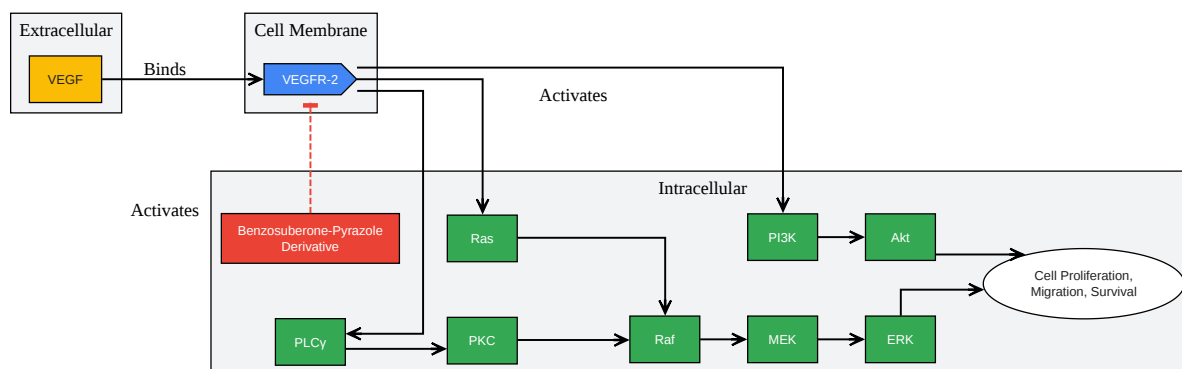 Extracellular
Cell Membrane
VEGF
Binds
VEGFR-2
Activates
Intracellular
Activates
Benzosuberone-Pyrazole
Derivative
Ras
PI3K
Akt
Cell Proliferation,
Migration, Survival
PLCγ
PKC
Raf
MEK
ERK